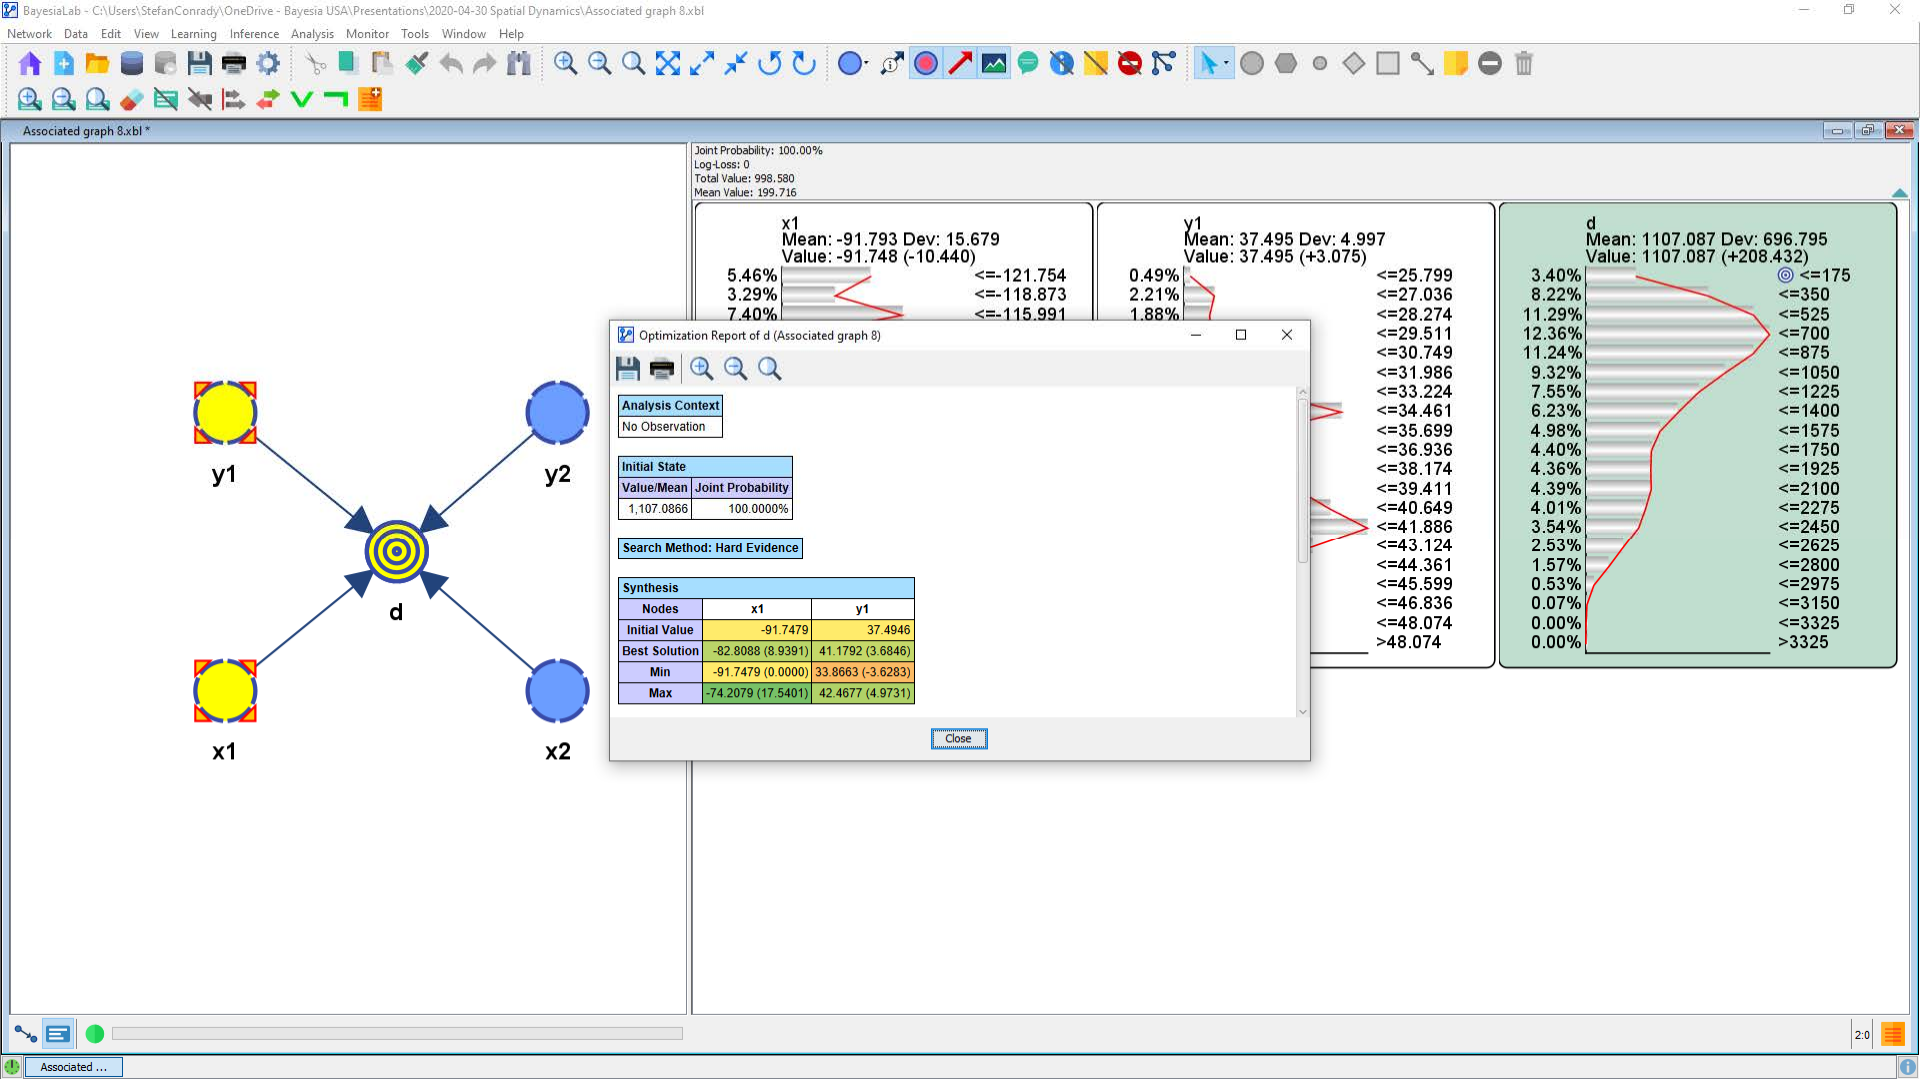 BayesiaLab - C:\Users\StefanConrady\OneDrive - Bayesia USA\Presentations\2020-04-30 Spatial Dynamics\Associated graph 8.xbl
Network Data Edit View Learning Inference Analysis Monitor Tools Window Help
Associated graph 8.xbl *
Joint Probability: 100.00%
Log-Loss: 0
Total Value: 998.580
Mean Value: 199.716
x1
Mean: -91.793 Dev: 15.679
Value: -91.748 (-10.440)
5.46% <=-121.754
3.29% <=-118.873
7.40% <=-115.991
y1
Mean: 37.495 Dev: 4.997
Value: 37.495 (+3.075)
0.49% <=25.799
2.21% <=27.036
1.88% <=28.274
<=29.511
<=30.749
<=31.986
<=33.224
<=34.461
<=35.699
<=36.936
<=38.174
<=39.411
<=40.649
<=41.886
<=43.124
<=44.361
<=45.599
<=46.836
<=48.074
>48.074
d
Mean: 1107.087 Dev: 696.795
Value: 1107.087 (+208.432)
3.40% <=175
8.22% <=350
11.29% <=525
12.36% <=700
11.24% <=875
9.32% <=1050
7.55% <=1225
6.23% <=1400
4.98% <=1575
4.40% <=1750
4.36% <=1925
4.39% <=2100
4.01% <=2275
3.54% <=2450
2.53% <=2625
1.57% <=2800
0.53% <=2975
0.07% <=3150
0.00% <=3325
0.00% >3325
y1
y2
d
x1
x2
Optimization Report of d (Associated graph 8)
Analysis Context
No Observation
Initial State
Value/Mean Joint Probability
1,107.0866 100.0000%
Search Method: Hard Evidence
Synthesis
Nodes x1 y1
Initial Value -91.7479 37.4946
Best Solution -82.8088 (8.9391) 41.1792 (3.6846)
Min -91.7479 (0.0000) 33.8663 (-3.6283)
Max -74.2079 (17.5401) 42.4677 (4.9731)
Close
2:0
Associated ...